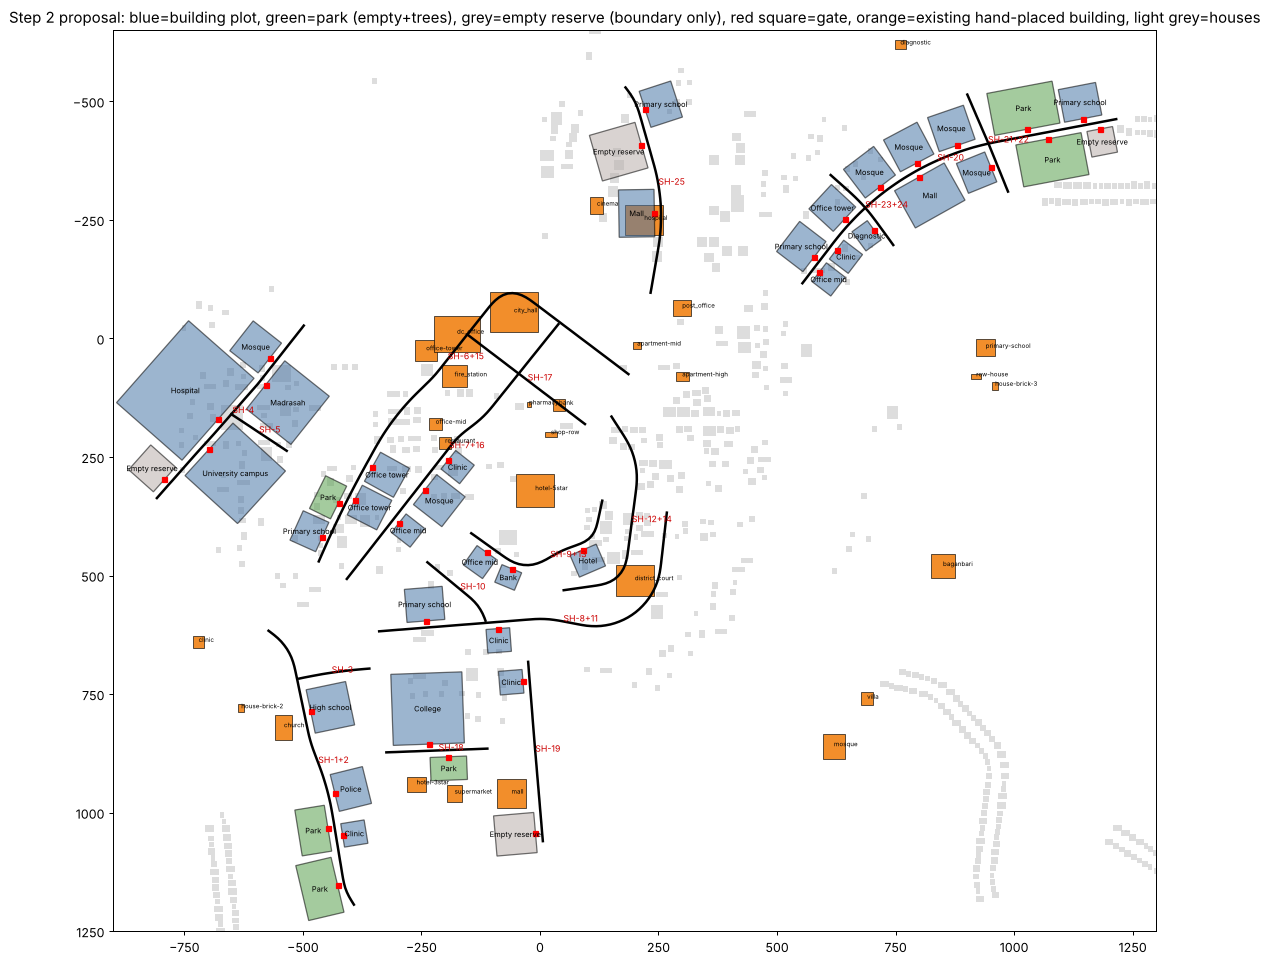 Step 2 proposal: blue=building plot, green=park (empty+trees), grey=empty reserve (boundary only), red square=gate, orange=existing hand-placed building, light grey=houses
diagnostic
−500
Primary school
Park
Primary school
Mosque
Mosque
SH-21+22
Empty reserve
Empty reserve
SH-20
Park
Mosque
Mosque
SH-25
Mall
cinema
SH-23+24
Office tower
Mall
hospital
−250
Diagnostic
Primary school
Clinic
Office mid
post_office
city_hall
dc_office
0
Mosque
office-tower
SH-6+15
apartment-mid
primary-school
fire_station
SH-17
apartment-high
row-house
house-brick-3
Hospital
Madrasah
pharmacy
bank
SH-4
SH-5
office-mid
shop-row
restaurant
SH-7+16
250
Empty reserve
University campus
Clinic
Office tower
hotel-5star
Park
Mosque
Office tower
SH-12+14
Primary school
Office mid
Office mid
Hotel
baganbari
500
Bank
district_court
SH-10
Primary school
SH-8+11
clinic
Clinic
SH-3
Clinic
villa
750
house-brick-2
High school
College
church
mosque
SH-18
SH-19
SH-1+2
Park
hotel-3star
Police
supermarket
mall
1000
Park
Clinic
Empty reserve
Park
1250
−750
−500
−250
0
250
500
750
1000
1250